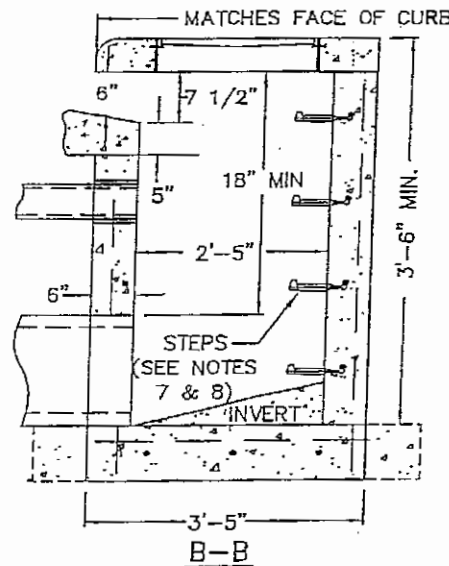 MATCHES FACE OF CURB
6"
7 1/2"
18" MIN
5"
3'-6" MIN.
2'-5"
6"
STEPS
(SEE NOTES
7 & 8)
INVERT
3'-5"
B-B